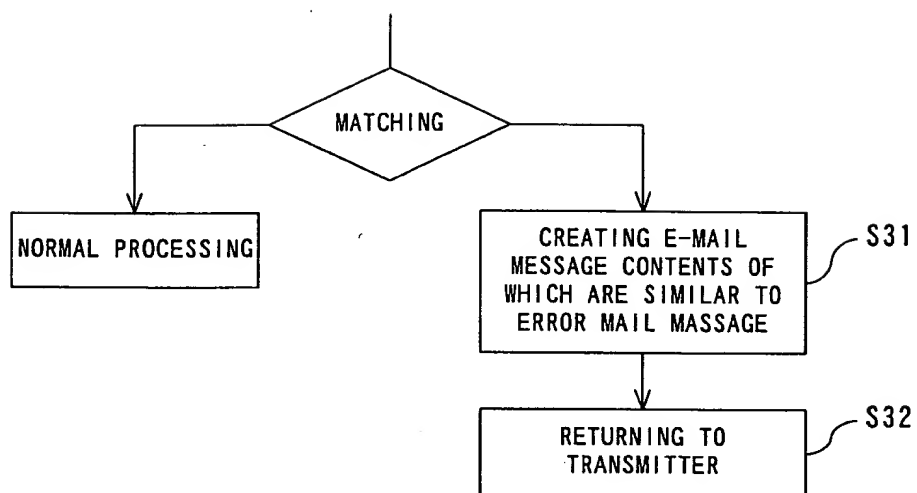 MATCHING
NORMAL PROCESSING
CREATING E-MAIL
MESSAGE CONTENTS OF
WHICH ARE SIMILAR TO
ERROR MAIL MASSAGE
S31
RETURNING TO
TRANSMITTER
S32